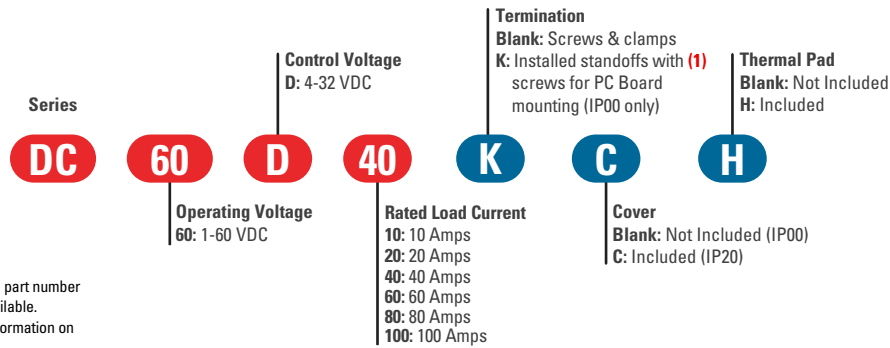 Termination
Blank: Screws & clamps
K: Installed standoffs with (1)
screws for PC Board
mounting (IP00 only)
Control Voltage
D: 4-32 VDC
Thermal Pad
Blank: Not Included
H: Included
Series
DC 60 D 40 K C H
Operating Voltage
60: 1-60 VDC
Rated Load Current
10: 10 Amps
20: 20 Amps
40: 40 Amps
60: 60 Amps
80: 80 Amps
100: 100 Amps
Cover
Blank: Not Included (IP00)
C: Included (IP20)
part number
ilable.
ormation on